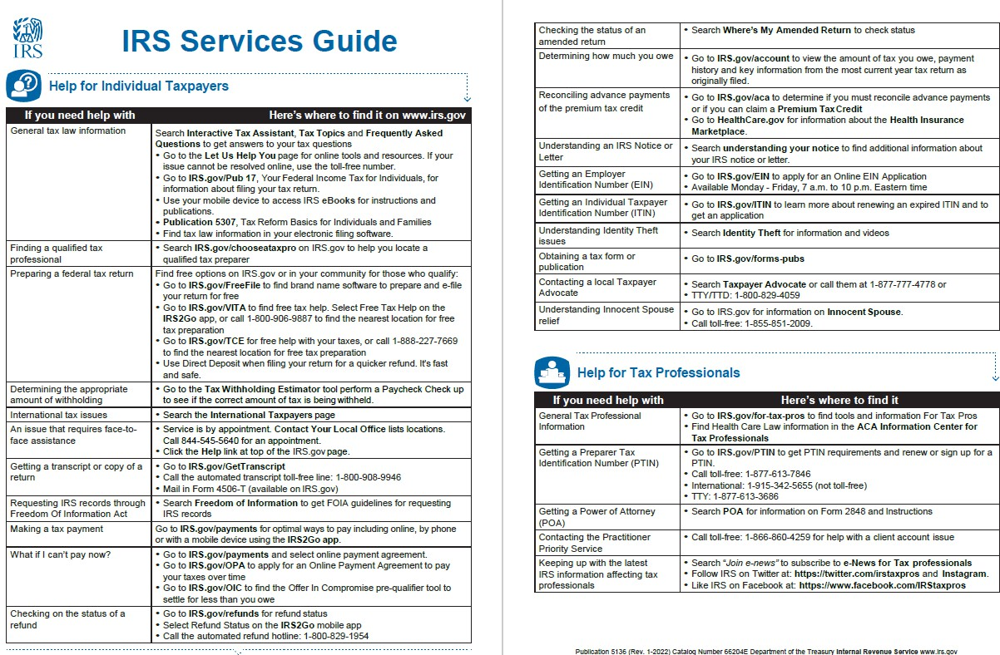 IRS
IRS Services Guide
Help for Individual Taxpayers
If you need help with
Here's where to find it on www.irs.gov
General tax law information
Search Interactive Tax Assistant, Tax Topics and Frequently Asked
Questions to get answers to your tax questions
• Go to the Let Us Help You page for online tools and resources. If your
issue cannot be resolved online, use the toll-free number.
• Go to IRS.gov/Pub 17, Your Federal Income Tax for Individuals, for
information about filing your tax return.
• Use your mobile device to access IRS eBooks for instructions and
publications.
• Publication 5307, Tax Reform Basics for Individuals and Families
• Find tax law information in your electronic filing software.
Finding a qualified tax
professional
• Search IRS.gov/chooseataxpro on IRS.gov to help you locate a
qualified tax preparer
Preparing a federal tax return
Find free options on IRS.gov or in your community for those who qualify:
• Go to IRS.gov/FreeFile to find brand name software to prepare and e-file
your return for free
• Go to IRS.gov/VITA to find free tax help. Select Free Tax Help on the
IRS2Go app, or call 1-800-906-9887 to find the nearest location for free
tax preparation
• Go to IRS.gov/TCE for free help with your taxes, or call 1-888-227-7669
to find the nearest location for free tax preparation
• Use Direct Deposit when filing your return for a quicker refund. It's fast
and safe.
Determining the appropriate
amount of withholding
• Go to the Tax Withholding Estimator tool perform a Paycheck Check up
to see if the correct amount of tax is being withheld.
International tax issues
• Search the International Taxpayers page
An issue that requires face-to-
face assistance
• Service is by appointment. Contact Your Local Office lists locations.
Call 844-545-5640 for an appointment.
• Click the Help link at top of the IRS.gov page.
Getting a transcript or copy of a
return
• Go to IRS.gov/GetTranscript
• Call the automated transcript toll-free line: 1-800-908-9946
• Mail in Form 4506-T (available on IRS.gov)
Requesting IRS records through
Freedom Of Information Act
• Search Freedom of Information to get FOIA guidelines for requesting
IRS records
Making a tax payment
Go to IRS.gov/payments for optimal ways to pay including online, by phone
or with a mobile device using the IRS2Go app.
What if I can't pay now?
• Go to IRS.gov/payments and select online payment agreement.
• Go to IRS.gov/OPA to apply for an Online Payment Agreement to pay
your taxes over time
• Go to IRS.gov/OIC to find the Offer In Compromise pre-qualifier tool to
settle for less than you owe
Checking on the status of a
refund
• Go to IRS.gov/refunds for refund status
• Select Refund Status on the IRS2Go mobile app
• Call the automated refund hotline: 1-800-829-1954
Checking the status of an
amended return
• Search Where's My Amended Return to check status
Determining how much you owe
• Go to IRS.gov/account to view the amount of tax you owe, payment
history and key information from the most current year tax return as
originally filed.
Reconciling advance payments
of the premium tax credit
• Go to IRS.gov/aca to determine if you must reconcile advance payments
or if you can claim a Premium Tax Credit
• Go to HealthCare.gov for information about the Health Insurance
Marketplace.
Understanding an IRS Notice or
Letter
• Search understanding your notice to find additional information about
your IRS notice or letter.
Getting an Employer
Identification Number (EIN)
• Go to IRS.gov/EIN to apply for an Online EIN Application
• Available Monday - Friday, 7 a.m. to 10 p.m. Eastern time
Getting an Individual Taxpayer
Identification Number (ITIN)
• Go to IRS.gov/ITIN to learn more about renewing an expired ITIN and to
get an application
Understanding Identity Theft
issues
• Search Identity Theft for information and videos
Obtaining a tax form or
publication
• Go to IRS.gov/forms-pubs
Contacting a local Taxpayer
Advocate
• Search Taxpayer Advocate or call them at 1-877-777-4778 or
• TTY/TTD: 1-800-829-4059
Understanding Innocent Spouse
relief
• Go to IRS.gov for information on Innocent Spouse.
• Call toll-free: 1-855-851-2009.
Help for Tax Professionals
If you need help with
Here's where to find it
General Tax Professional
Information
• Go to IRS.gov/for-tax-pros to find tools and information For Tax Pros
• Find Health Care Law information in the ACA Information Center for
Tax Professionals
Getting a Preparer Tax
Identification Number (PTIN)
• Go to IRS.gov/PTIN to get PTIN requirements and renew or sign up for a
PTIN.
• Call toll-free: 1-877-613-7846
• International: 1-915-342-5655 (not toll-free)
• TTY: 1-877-613-3686
Getting a Power of Attorney
(POA)
• Search POA for information on Form 2848 and Instructions
Contacting the Practitioner
Priority Service
• Call toll-free: 1-866-860-4259 for help with a client account issue
Keeping up with the latest
IRS information affecting tax
professionals
• Search "Join e-news" to subscribe to e-News for Tax professionals
• Follow IRS on Twitter at: https://twitter.com/irstaxpros and Instagram.
• Like IRS on Facebook at: https://www.facebook.com/IRStaxpros
Publication 5136 (Rev. 1-2022) Catalog Number 66204E Department of the Treasury Internal Revenue Service www.irs.gov